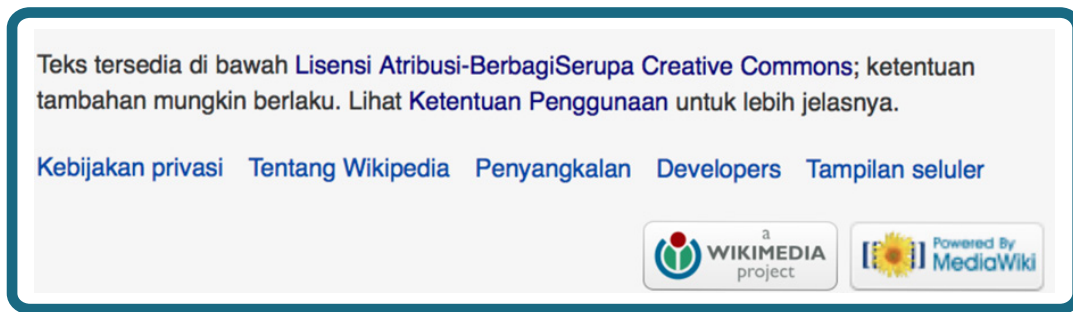 Teks tersedia di bawah Lisensi Atribusi-BerbagiSerupa Creative Commons; ketentuan
tambahan mungkin berlaku. Lihat Ketentuan Penggunaan untuk lebih jelasnya.
Kebijakan privasi Tentang Wikipedia Penyangkalan Developers Tampilan seluler
a
WIKIMEDIA
project
Powered By
MediaWiki